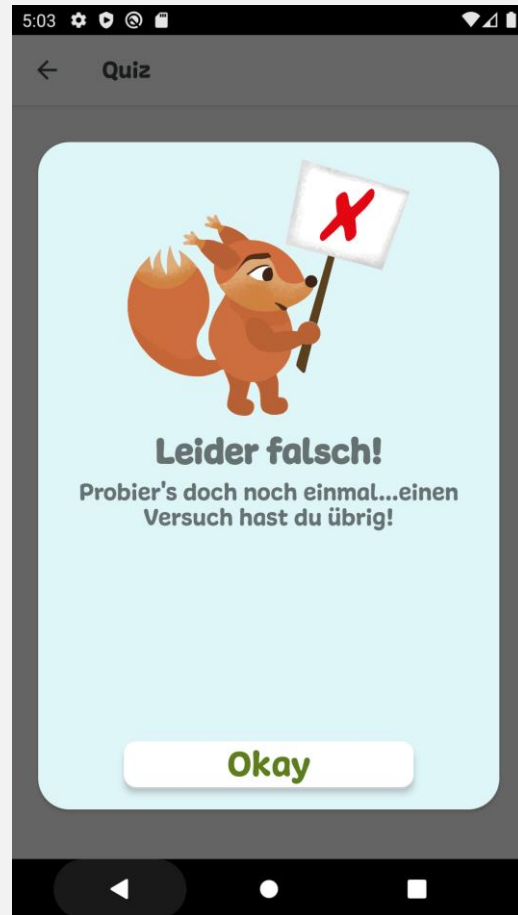 5:03
Quiz
Leider falsch!
Probier's doch noch einmal...einen
Versuch hast du übrig!
Okay